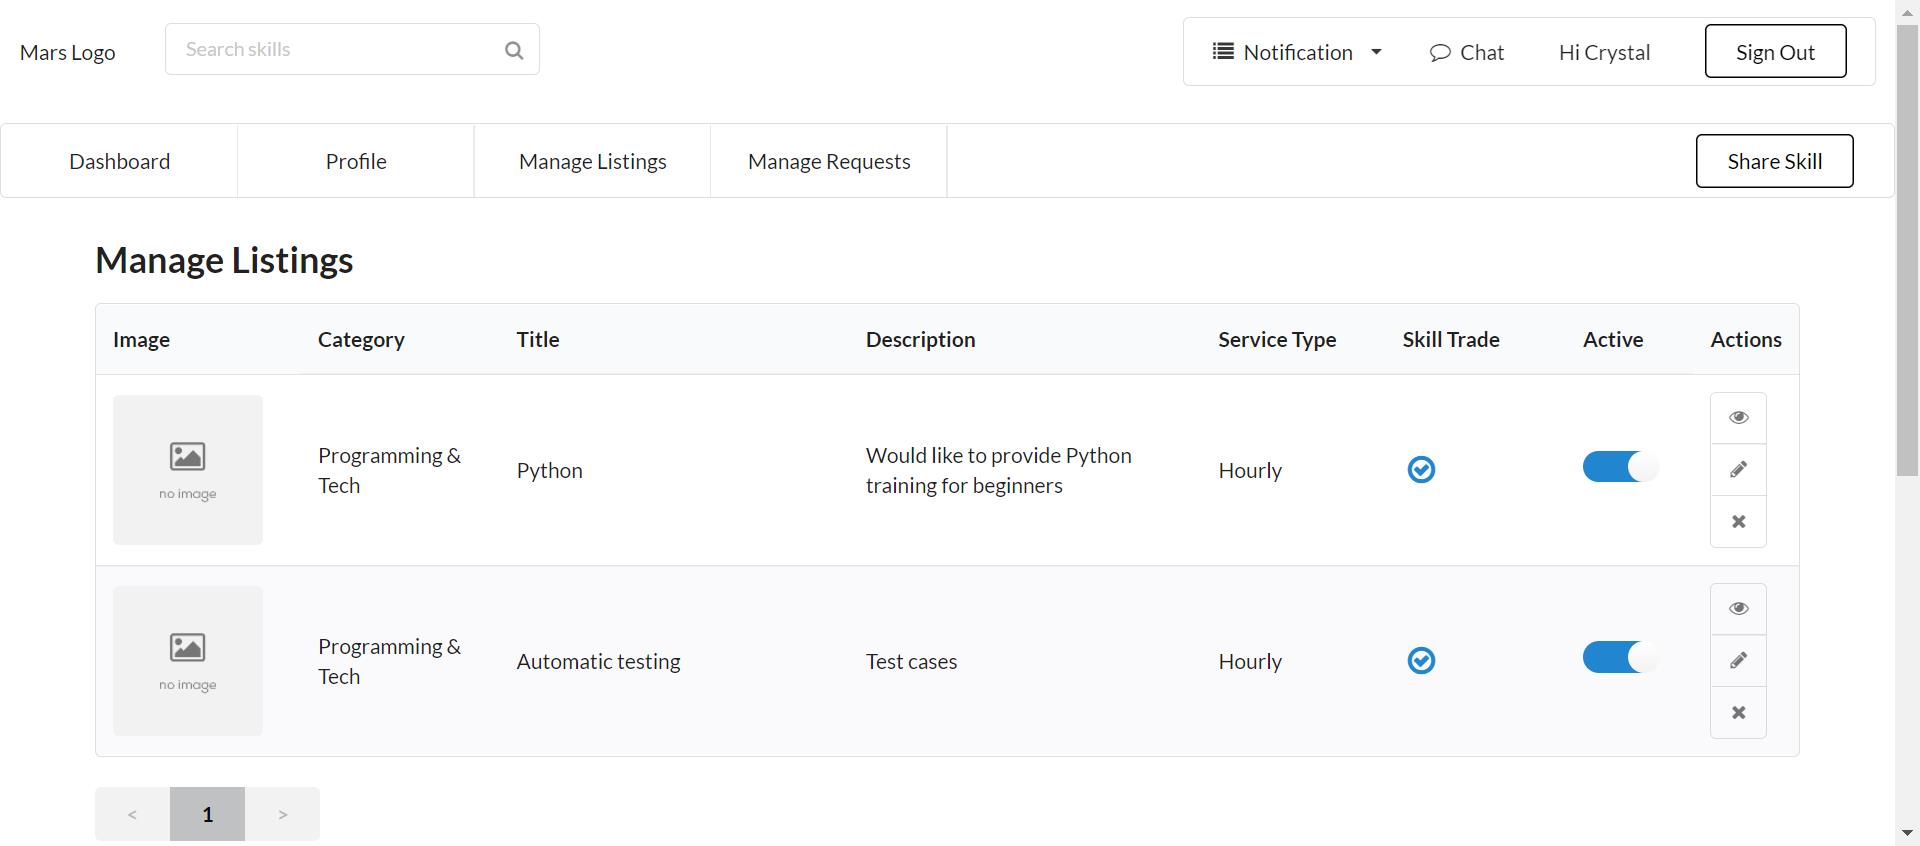 Mars Logo
Search skills
Notification
Chat
Hi Crystal
Sign Out
Dashboard
Profile
Manage Listings
Manage Requests
Share Skill
Manage Listings
Image Category Title Description Service Type Skill Trade Active Actions
no image
Programming &
Tech
Python
Would like to provide Python
training for beginners
Hourly
no image
Programming &
Tech
Automatic testing
Test cases
Hourly
< 1 >